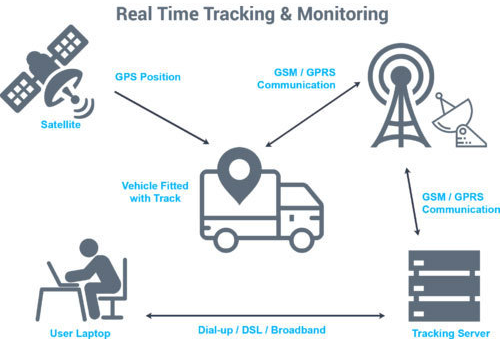 Real Time Tracking & Monitoring
GPS Position
GSM / GPRS
Communication
Satellite
Vehicle Fitted
with Track
GSM / GPRS
Communication
User Laptop
Dial-up / DSL / Broadband
Tracking Server